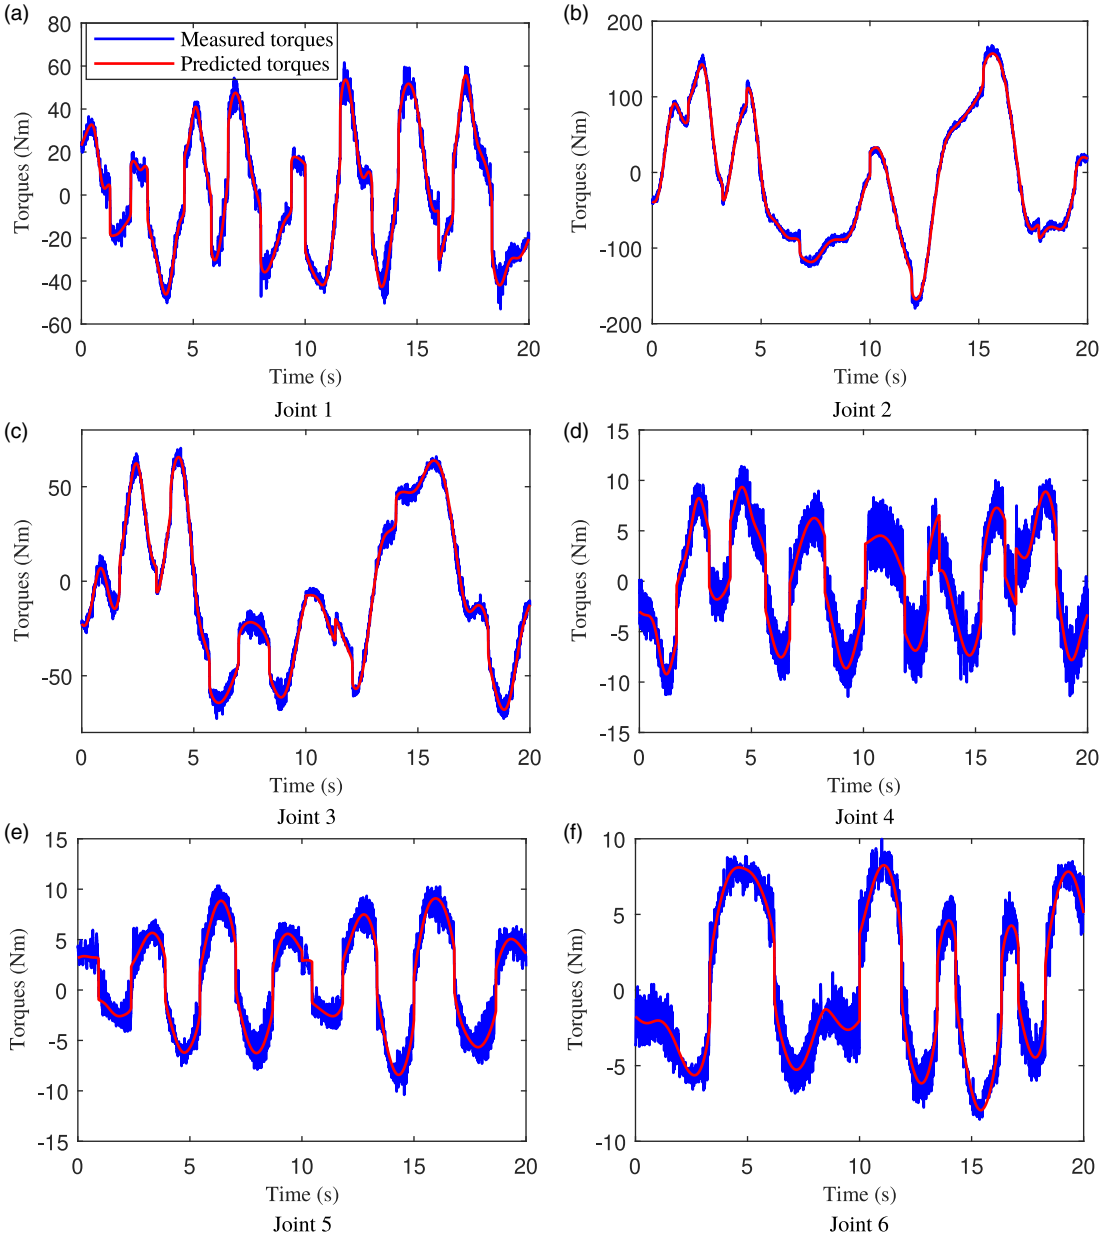 (a)
80
60
40
20
0
-20
-40
-60
Torques (Nm)
Measured torques
Predicted torques
0 5 10 15 20
Time (s)
Joint 1
(b)
200
100
0
-100
-200
Torques (Nm)
0 5 10 15 20
Time (s)
Joint 2
(c)
50
0
-50
Torques (Nm)
0 5 10 15 20
Time (s)
Joint 3
(d)
15
10
5
0
-5
-10
-15
Torques (Nm)
0 5 10 15 20
Time (s)
Joint 4
(e)
15
10
5
0
-5
-10
-15
Torques (Nm)
0 5 10 15 20
Time (s)
Joint 5
(f)
10
5
0
-5
-10
Torques (Nm)
0 5 10 15 20
Time (s)
Joint 6